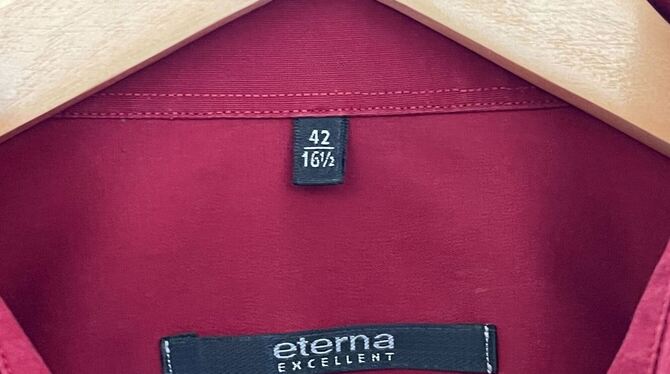 42
16½
eterna
EXCELLENT